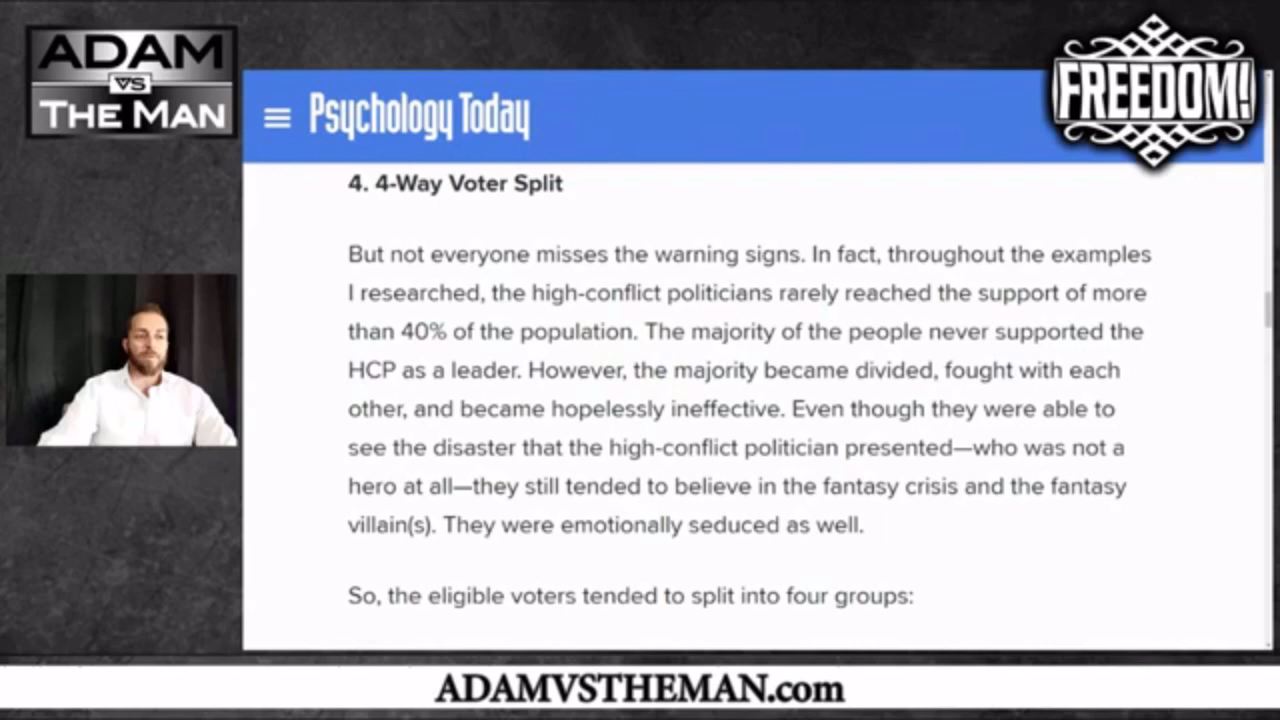 ADAM
VS
THE MAN
FREEDOM!
Psychology Today
4. 4-Way Voter Split
But not everyone misses the warning signs. In fact, throughout the examples
I researched, the high-conflict politicians rarely reached the support of more
than 40% of the population. The majority of the people never supported the
HCP as a leader. However, the majority became divided, fought with each
other, and became hopelessly ineffective. Even though they were able to
see the disaster that the high-conflict politician presented—who was not a
hero at all—they still tended to believe in the fantasy crisis and the fantasy
villain(s). They were emotionally seduced as well.
So, the eligible voters tended to split into four groups:
ADAMVSTHEMAN.com